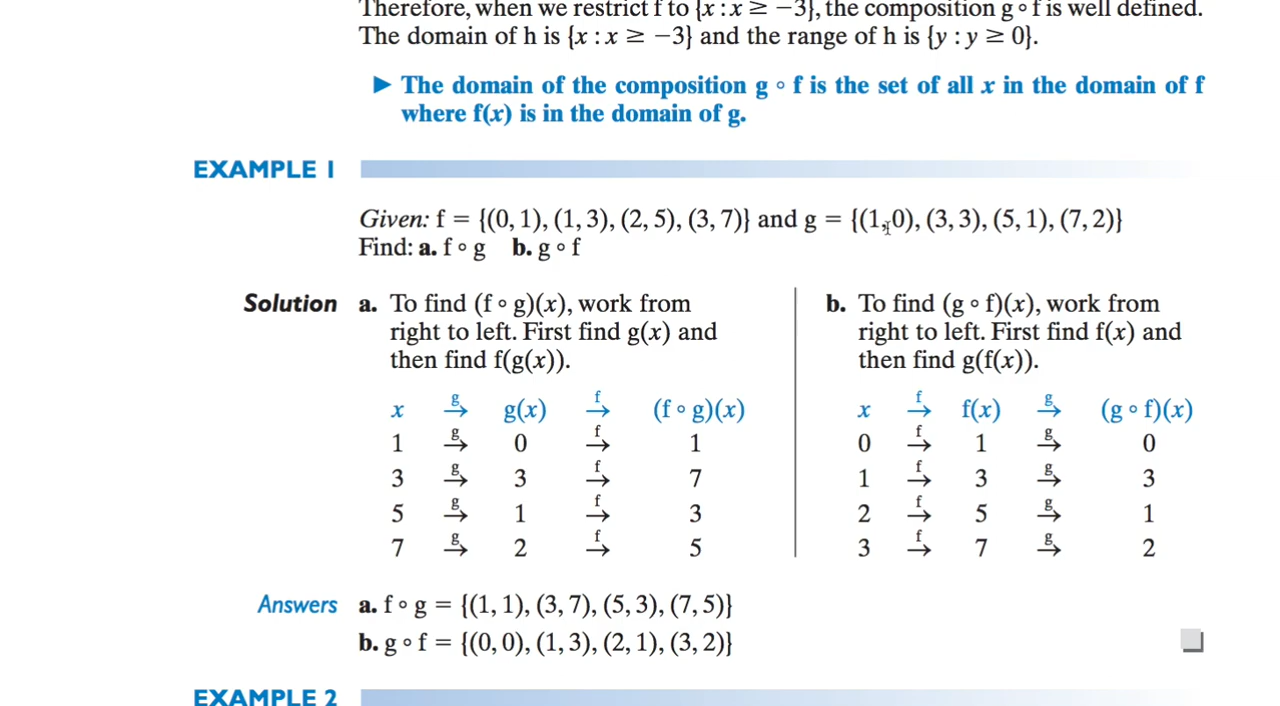 Therefore, when we restrict f to {x : x ≥ −3}, the composition g ∘ f is well defined.
The domain of h is {x : x ≥ −3} and the range of h is {y : y ≥ 0}.
▶ The domain of the composition g ∘ f is the set of all x in the domain of f
where f(x) is in the domain of g.
EXAMPLE 1
Given: f = {(0, 1), (1, 3), (2, 5), (3, 7)} and g = {(1, 0), (3, 3), (5, 1), (7, 2)}
Find: a. f ∘ g b. g ∘ f
Solution a. To find (f ∘ g)(x), work from
right to left. First find g(x) and
then find f(g(x)).
x g→ g(x) f→ (f ∘ g)(x)
1 g→ 0 f→ 1
3 g→ 3 f→ 7
5 g→ 1 f→ 3
7 g→ 2 f→ 5
b. To find (g ∘ f)(x), work from
right to left. First find f(x) and
then find g(f(x)).
x f→ f(x) g→ (g ∘ f)(x)
0 f→ 1 g→ 0
1 f→ 3 g→ 3
2 f→ 5 g→ 1
3 f→ 7 g→ 2
Answers a. f ∘ g = {(1, 1), (3, 7), (5, 3), (7, 5)}
b. g ∘ f = {(0, 0), (1, 3), (2, 1), (3, 2)}
EXAMPLE 2